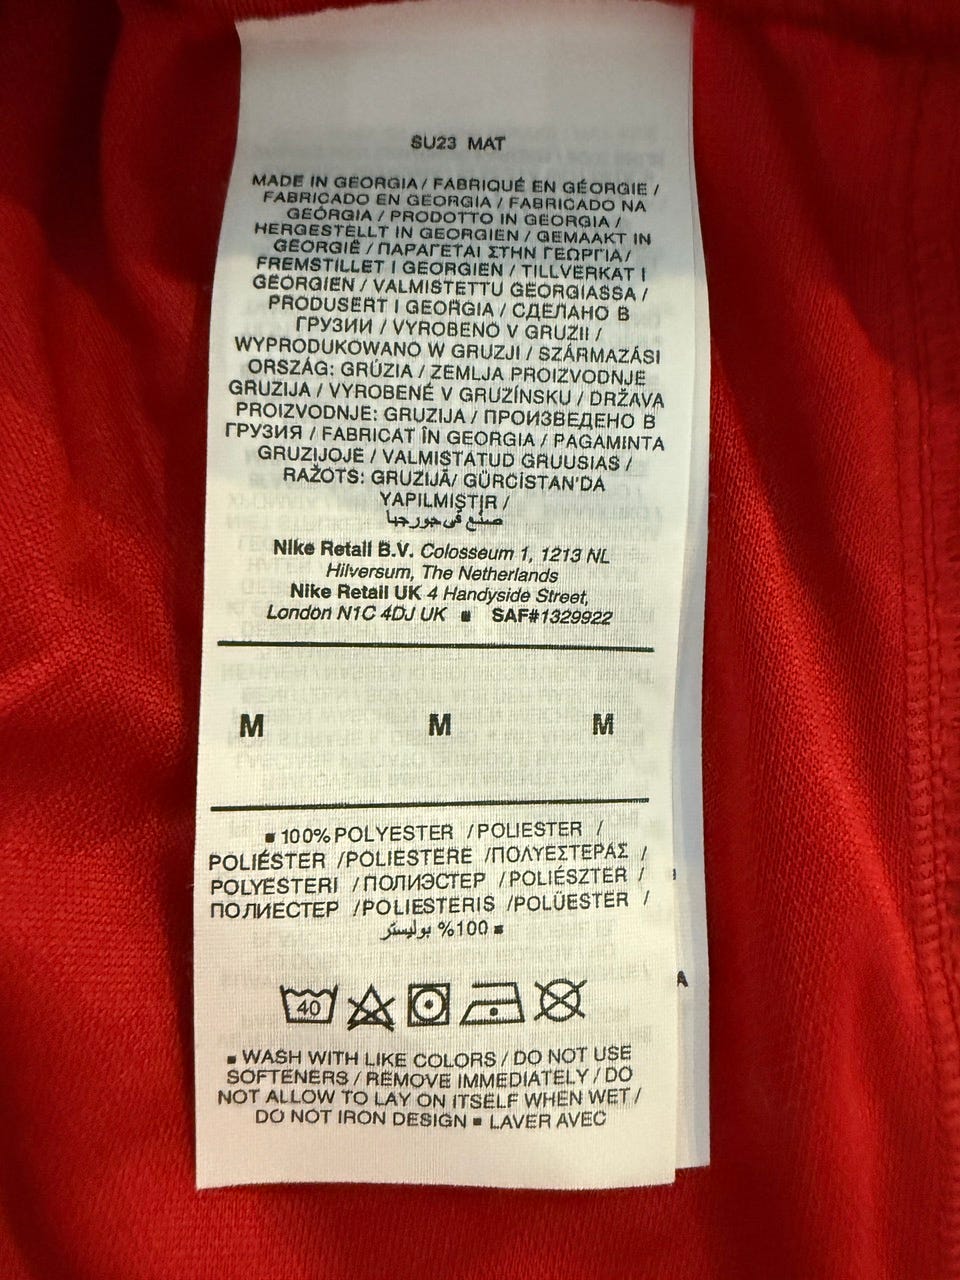 SU23 MAT
MADE IN GEORGIA / FABRIQUÉ EN GÉORGIE /
FABRICADO EN GEORGIA / FABRICADO NA
GEÓRGIA / PRODOTTO IN GEORGIA /
HERGESTELLT IN GEORGIEN / GEMAAKT IN
GEORGIË / ΠΑΡΑΓΕΤΑΙ ΣΤΗΝ ΓΕΩΡΓΙΑ/
FREMSTILLET I GEORGIEN / TILLVERKAT I
GEORGIEN / VALMISTETTU GEORGIASSA /
PRODUSERT I GEORGIA / СДЕЛАНО В
ГРУЗИИ / VYROBENO V GRUZII /
WYPRODUKOWANO W GRUZJI / SZÁRMAZÁSI
ORSZÁG: GRÚZIA / ZEMLJA PROIZVODNJE
GRUZIJA / VYROBENÉ V GRUZÍNSKU / DRŽAVA
PROIZVODNJE: GRUZIJA / ПРОИЗВЕДЕНО В
ГРУЗИЯ / FABRICAT ÎN GEORGIA / PAGAMINTA
GRUZIJOJE / VALMISTATUD GRUUSIAS /
RAŽOTS: GRUZIJĀ/ GÜRCİSTAN'DA
YAPILMIŞTIR /
صنع في جورجيا
Nike Retail B.V. Colosseum 1, 1213 NL
Hilversum, The Netherlands
Nike Retail UK 4 Handyside Street,
London N1C 4DJ UK ■ SAF#1329922
M M M
■ 100% POLYESTER /POLIESTER /
POLIÉSTER /POLIESTERE /ΠΟΛΥΕΣΤΕΡΑΣ /
POLYESTERI /ПОЛИЭСТЕР /POLIÉSZTER /
ПОЛИЕСТЕР /POLIESTERIS /POLÜESTER /
■ 100% بوليستر
40
■ WASH WITH LIKE COLORS / DO NOT USE
SOFTENERS / REMOVE IMMEDIATELY / DO
NOT ALLOW TO LAY ON ITSELF WHEN WET /
DO NOT IRON DESIGN ■ LAVER AVEC
A